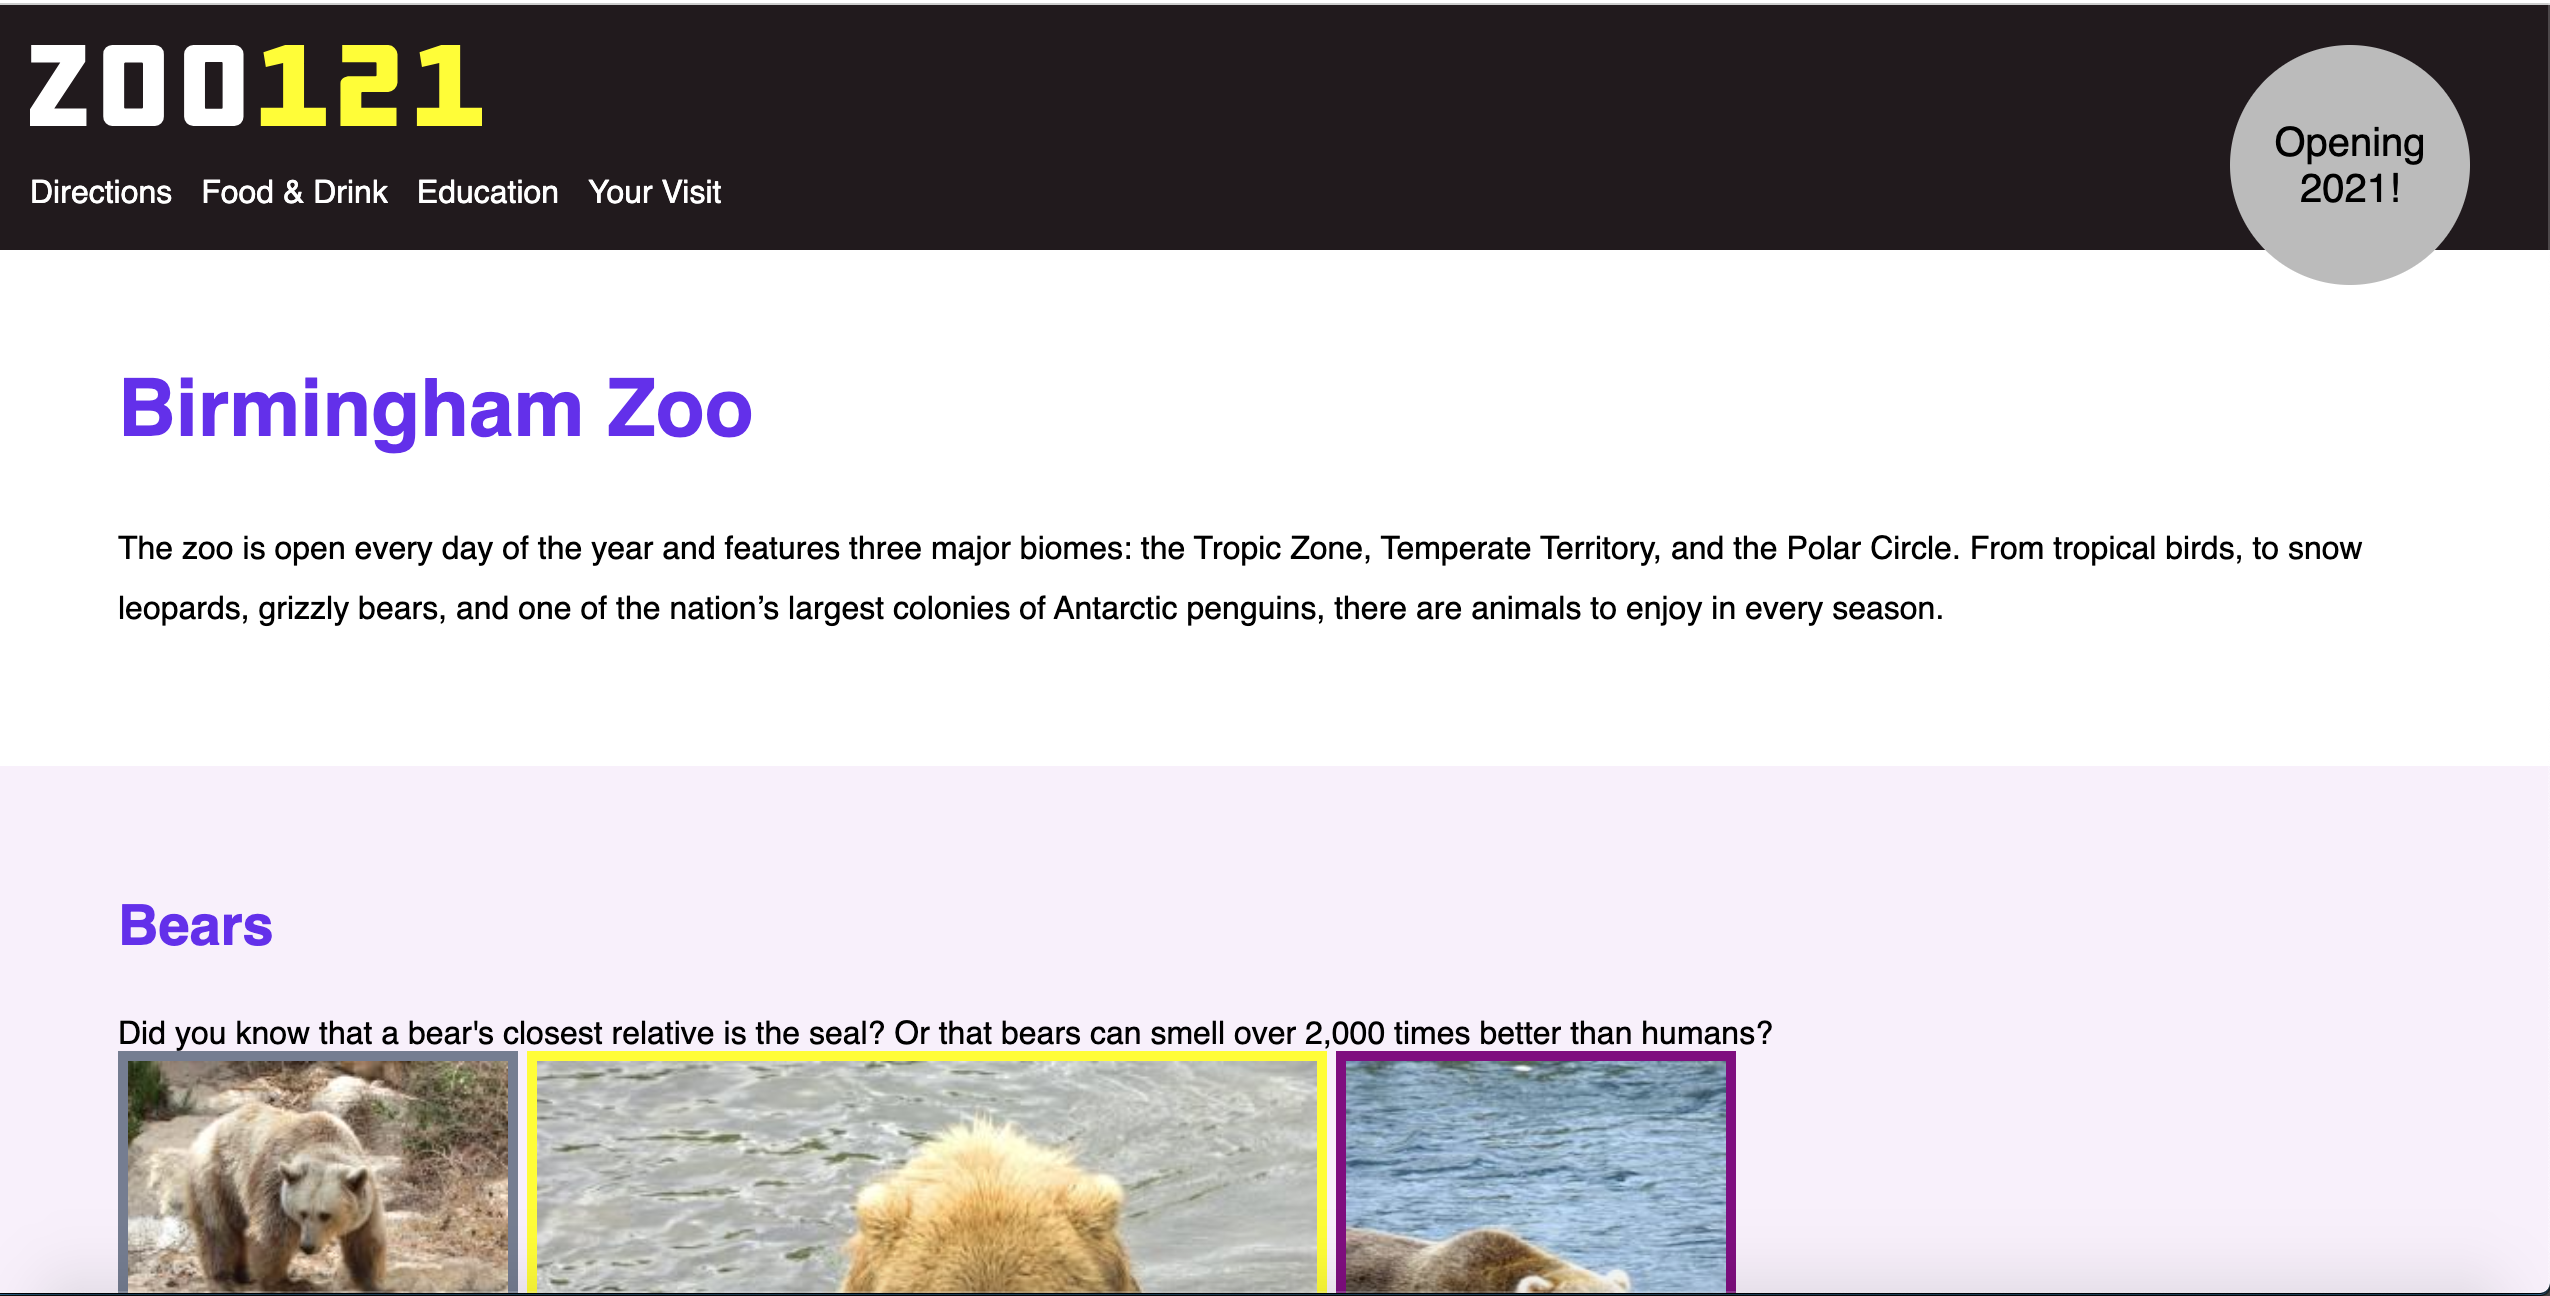 ZOO121
Directions Food & Drink Education Your Visit
Opening
2021!
Birmingham Zoo
The zoo is open every day of the year and features three major biomes: the Tropic Zone, Temperate Territory, and the Polar Circle. From tropical birds, to snow
leopards, grizzly bears, and one of the nation’s largest colonies of Antarctic penguins, there are animals to enjoy in every season.
Bears
Did you know that a bear's closest relative is the seal? Or that bears can smell over 2,000 times better than humans?